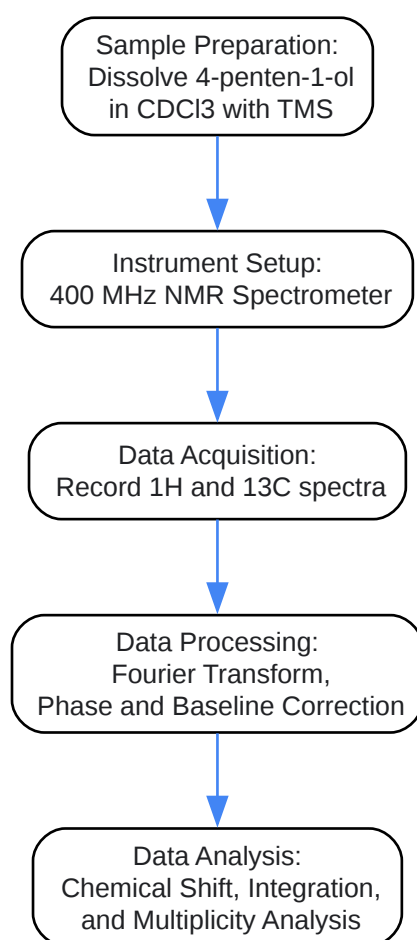 Sample Preparation:
Dissolve 4-penten-1-ol
in CDCl3 with TMS
Instrument Setup:
400 MHz NMR Spectrometer
Data Acquisition:
Record 1H and 13C spectra
Data Processing:
Fourier Transform,
Phase and Baseline Correction
Data Analysis:
Chemical Shift, Integration,
and Multiplicity Analysis